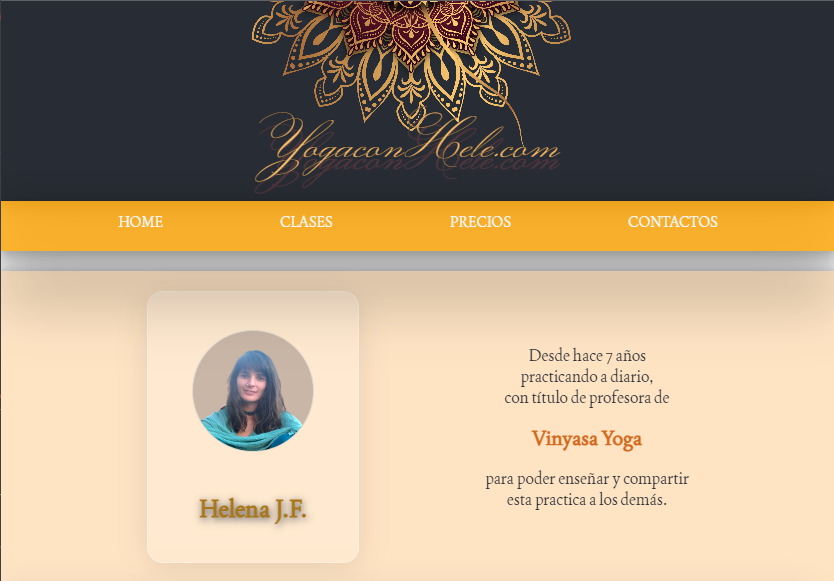 YogaconHele.com
HOME CLASES PRECIOS CONTACTOS
Helena J.F.
Desde hace 7 años
practicando a diario,
con título de profesora de
Vinyasa Yoga
para poder enseñar y compartir
esta practica a los demás.